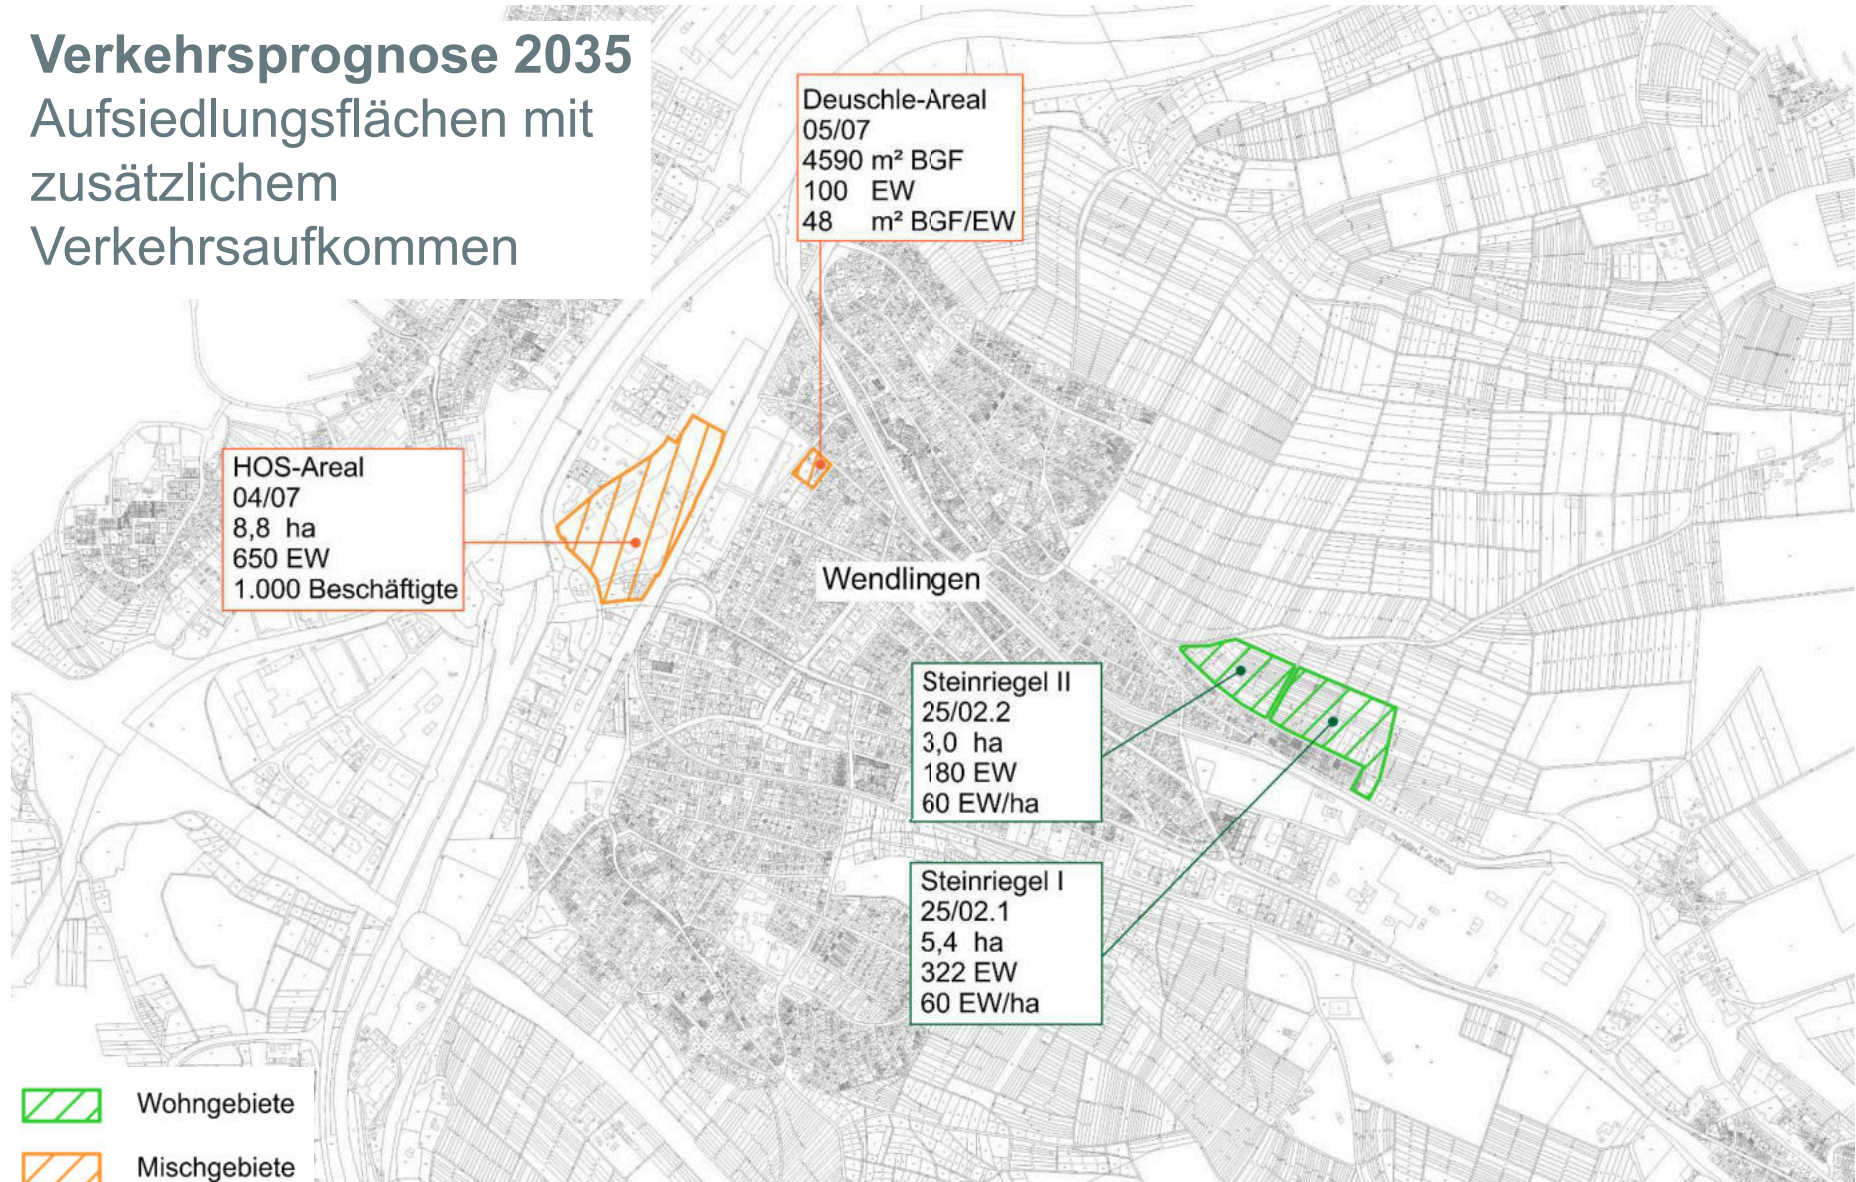 Verkehrsprognose 2035
Aufsiedlungsflächen mit
zusätzlichem
Verkehrsaufkommen
Deuschle-Areal
05/07
4590 m² BGF
100 EW
48 m² BGF/EW
HOS-Areal
04/07
8,8 ha
650 EW
1.000 Beschäftigte
Wendlingen
Steinriegel II
25/02.2
3,0 ha
180 EW
60 EW/ha
Steinriegel I
25/02.1
5,4 ha
322 EW
60 EW/ha
Wohngebiete
Mischgebiete